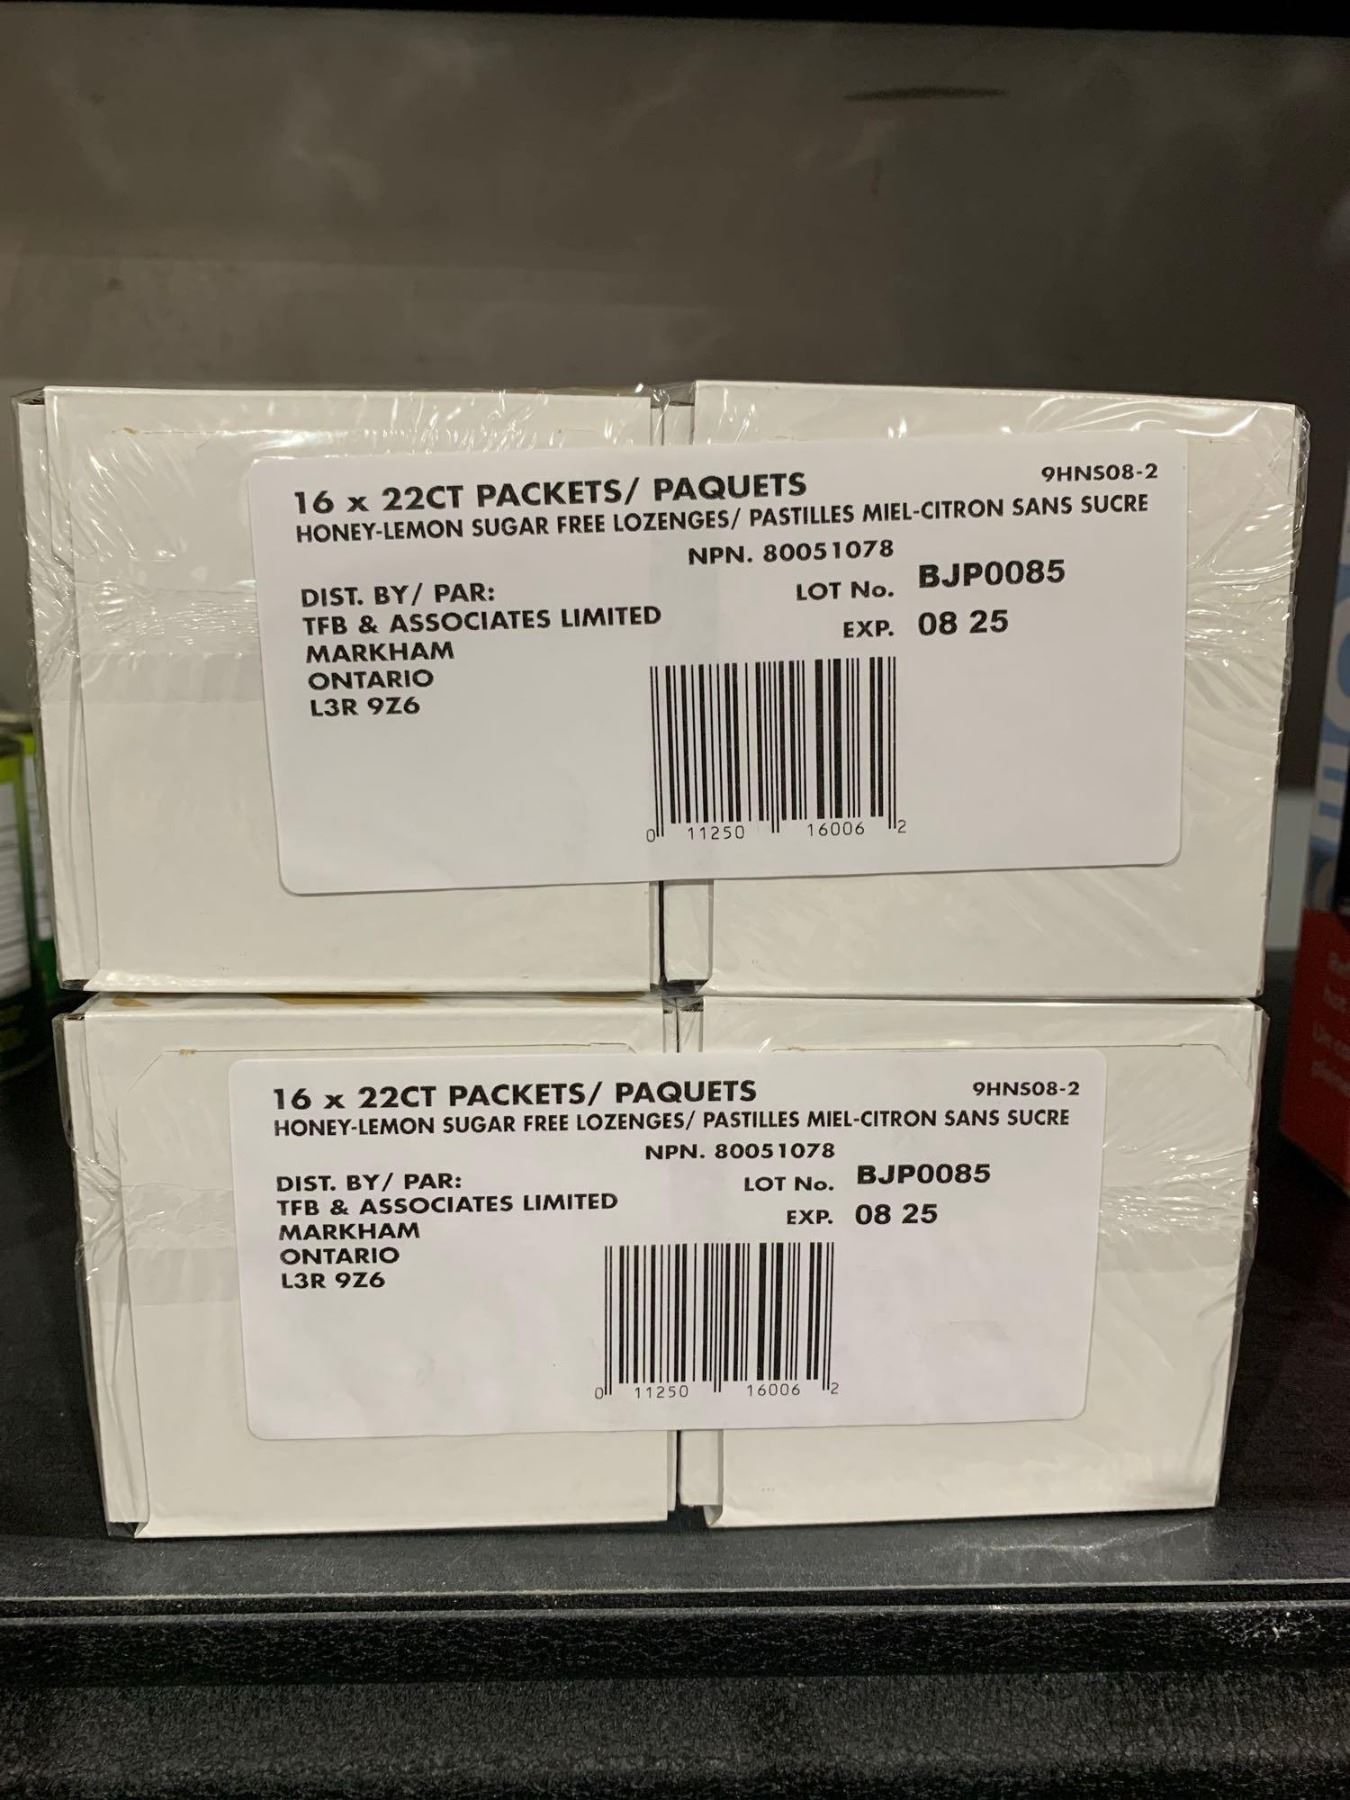 16 x 22CT PACKETS/ PAQUETS
9HNS08-2
HONEY-LEMON SUGAR FREE LOZENGES/ PASTILLES MIEL-CITRON SANS SUCRE
NPN. 80051078
LOT No. BJP0085
EXP. 08 25
DIST. BY/ PAR:
TFB & ASSOCIATES LIMITED
MARKHAM
ONTARIO
L3R 9Z6
0 11250 16006 2
16 x 22CT PACKETS/ PAQUETS
9HNS08-2
HONEY-LEMON SUGAR FREE LOZENGES/ PASTILLES MIEL-CITRON SANS SUCRE
NPN. 80051078
LOT No. BJP0085
EXP. 08 25
DIST. BY/ PAR:
TFB & ASSOCIATES LIMITED
MARKHAM
ONTARIO
L3R 9Z6
0 11250 16006 2